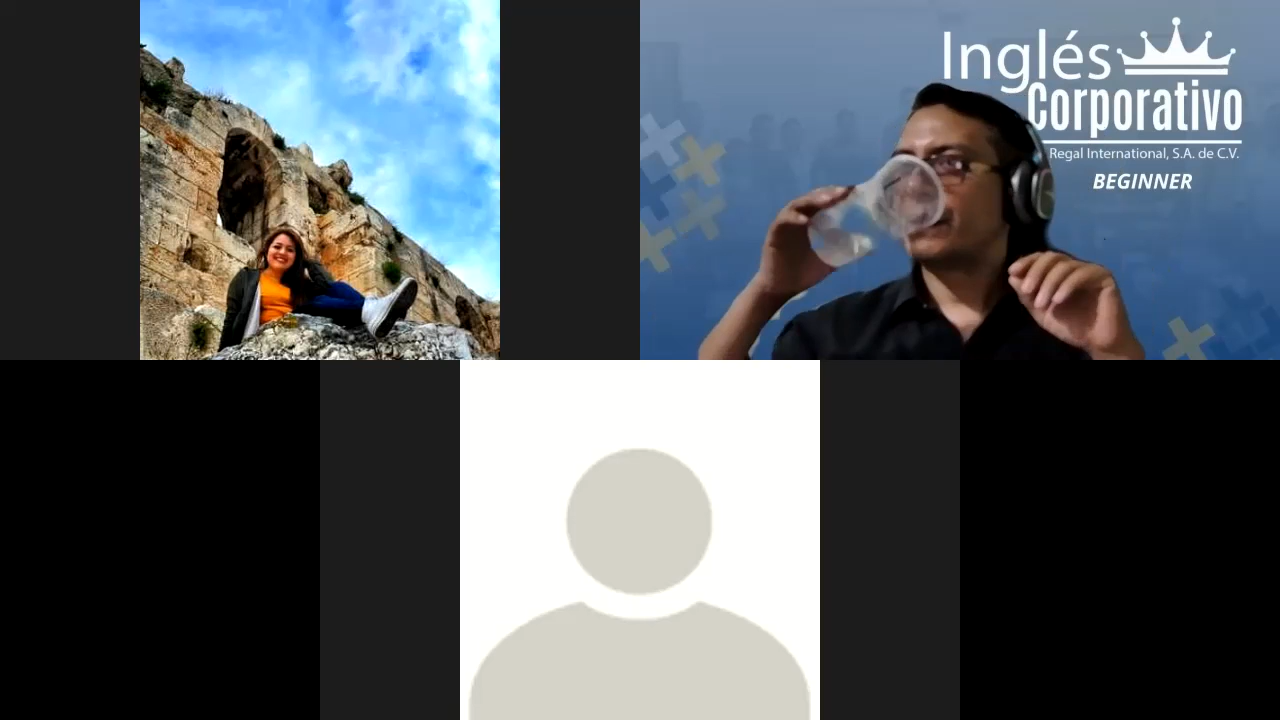 Inglés
Corporativo
Regal International, S.A. de C.V.
BEGINNER